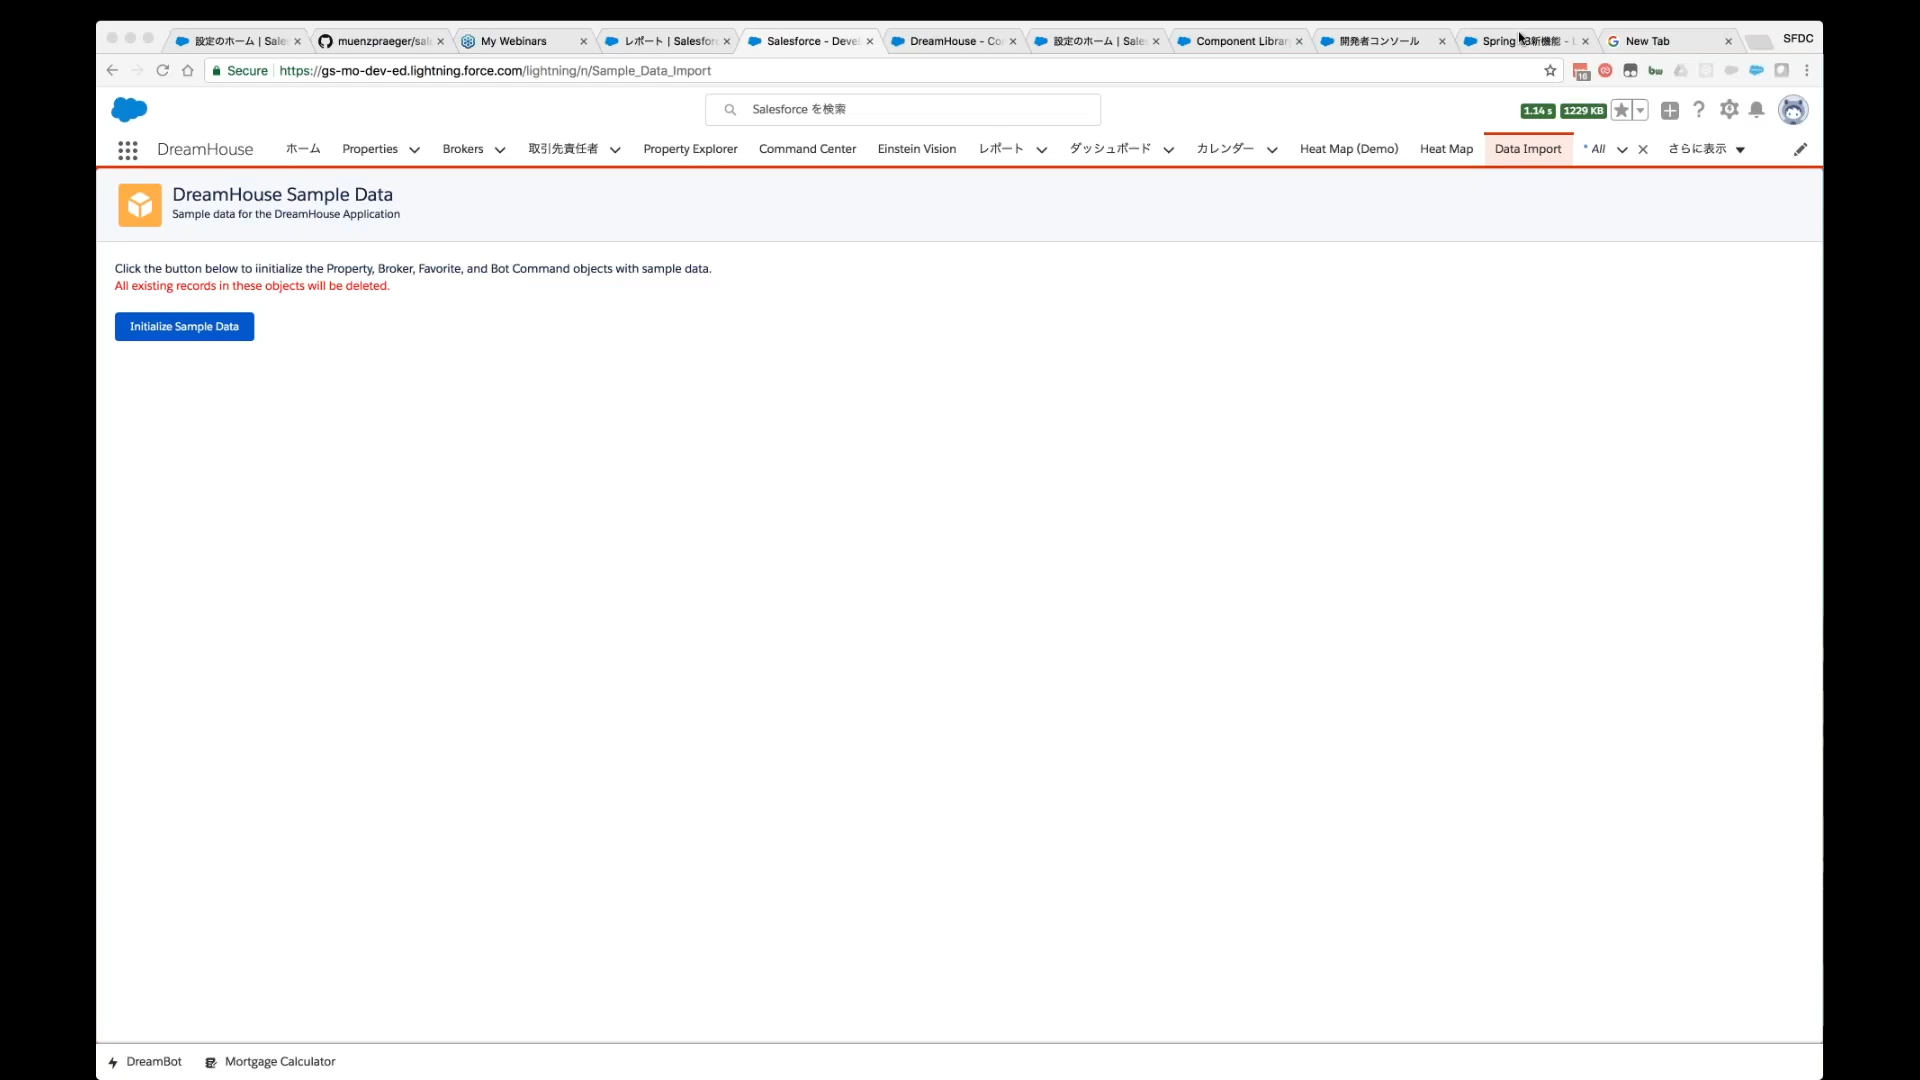 設定のホーム | Sale
muenzpraeger/sal
My Webinars
レポート | Salesfor
Salesforce - Devel
DreamHouse - Co
設定のホーム | Sale
Component Librar
開発者コンソール
Spring
新機能 - L
New Tab
SFDC
Secure
https://gs-mo-dev-ed.lightning.force.com/lightning/n/Sample_Data_Import
16
bw
Salesforce を検索
1.14 s
1229 KB
DreamHouse
ホーム
Properties
Brokers
取引先責任者
Property Explorer
Command Center
Einstein Vision
レポート
ダッシュボード
カレンダー
Heat Map (Demo)
Heat Map
Data Import
* All
さらに表示
DreamHouse Sample Data
Sample data for the DreamHouse Application
Click the button below to iinitialize the Property, Broker, Favorite, and Bot Command objects with sample data.
All existing records in these objects will be deleted.
Initialize Sample Data
DreamBot
Mortgage Calculator